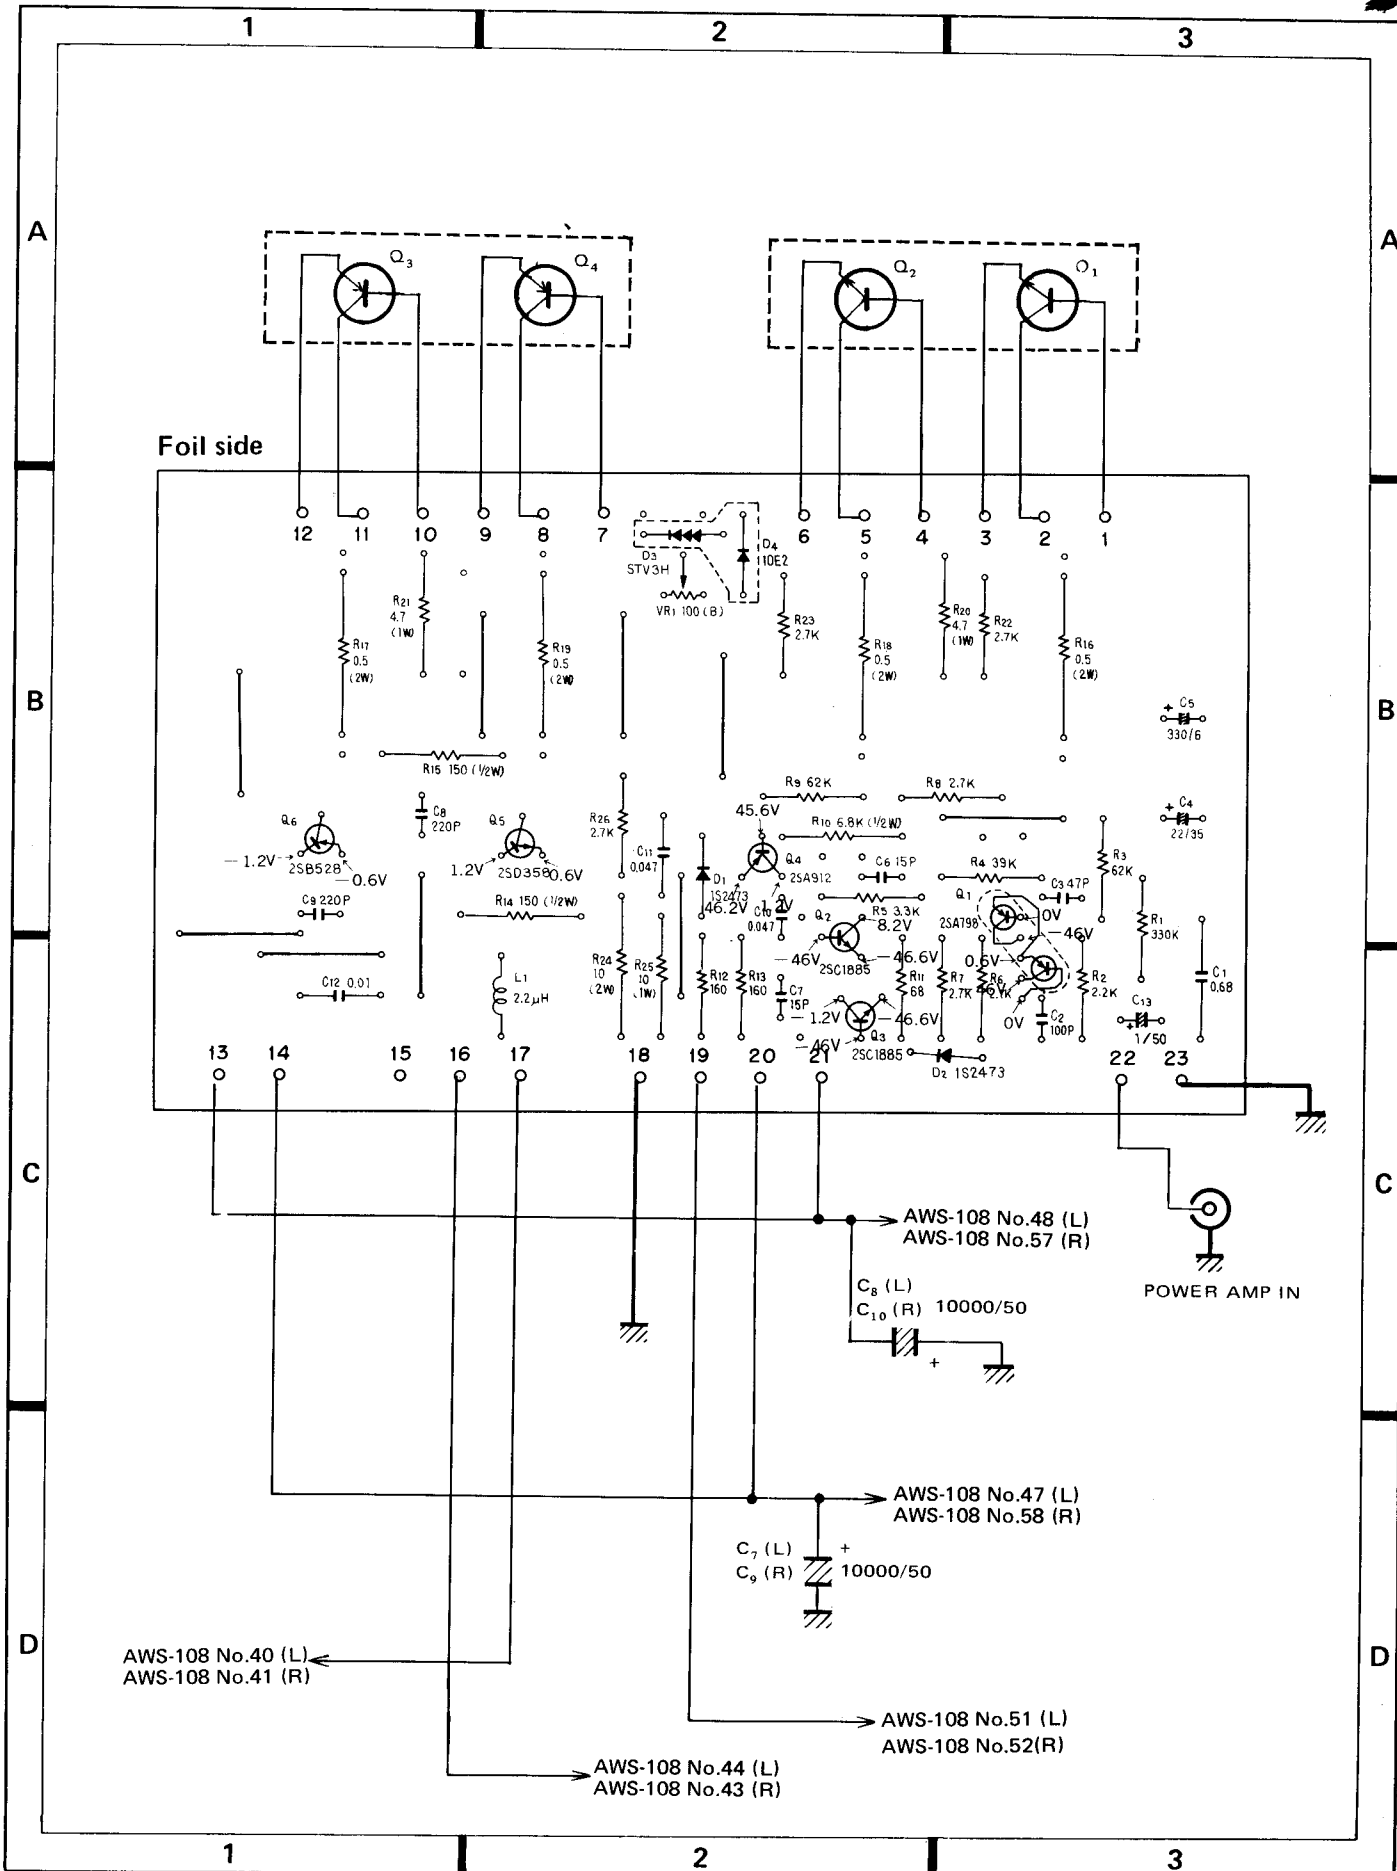 1 2 3
A A
Q3 Q4 Q2 Q1
Foil side
12 11 10 9 8 7 6 5 4 3 2 1
D3
STV3H
D4
110E2
VR1 100 (B)
R21
4.7
(1W)
R17
0.5
(2W)
R19
0.5
(2W)
R23
2.7K
R18
0.5
(2W)
R20
4.7
(1W)
R22
2.7K
R16
0.5
(2W)
B B
+ C5
330/6
R15 150 (1/2W)
R9 62K
R8 2.7K
C8
220P
R26
2.7K
45.6V
R10 6.8K (1/2W)
+ C4
22/35
Q6
−1.2V
2SB528
−0.6V
Q5
1.2V
2SD358
0.6V
C11
0.047
D1
1S2473
46.2V
Q4
2SA912
C6 15P
R4 39K
R3
62K
C9 220P
R14 150 (1/2W)
C10
0.047
Q2
R5 3.3K
8.2V
Q1
2SA798
C3 47P
0V
−46V
R1
330K
−46V
2SC1885
−46.6V
0.6V
C12 0.01
L1
2.2μH
R24
10
(2W)
R25
10
(1W)
R12
160
R13
160
C7
15P
R11
68
R7
2.7K
R6
R2
2.2K
C1
0.68
−1.2V
−46.6V
0V
C2
100P
C13
+
1/50
−46V
Q3
2SC1885
D2 1S2473
13 14 15 16 17 18 19 20 21 22 23
C C
AWS-108 No.48 (L)
AWS-108 No.57 (R)
POWER AMP IN
C8 (L)
C10 (R) 10000/50
+
AWS-108 No.47 (L)
AWS-108 No.58 (R)
C7 (L) +
C9 (R) 10000/50
D D
AWS-108 No.40 (L)
AWS-108 No.41 (R)
AWS-108 No.51 (L)
AWS-108 No.52(R)
AWS-108 No.44 (L)
AWS-108 No.43 (R)
1 2 3